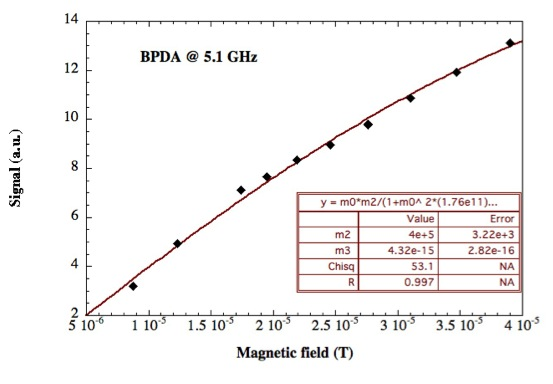 14
12
10
8
6
4
2
Signal (a.u.)
BPDA @ 5.1 GHz
y = m0*m2/(1+m0^ 2*(1.76e11)...
Value Error
m2 4e+5 3.22e+3
m3 4.32e-15 2.82e-16
Chisq 53.1 NA
R 0.997 NA
5 10⁻⁶ 1 10⁻⁵ 1.5 10⁻⁵ 2 10⁻⁵ 2.5 10⁻⁵ 3 10⁻⁵ 3.5 10⁻⁵ 4 10⁻⁵
Magnetic field (T)